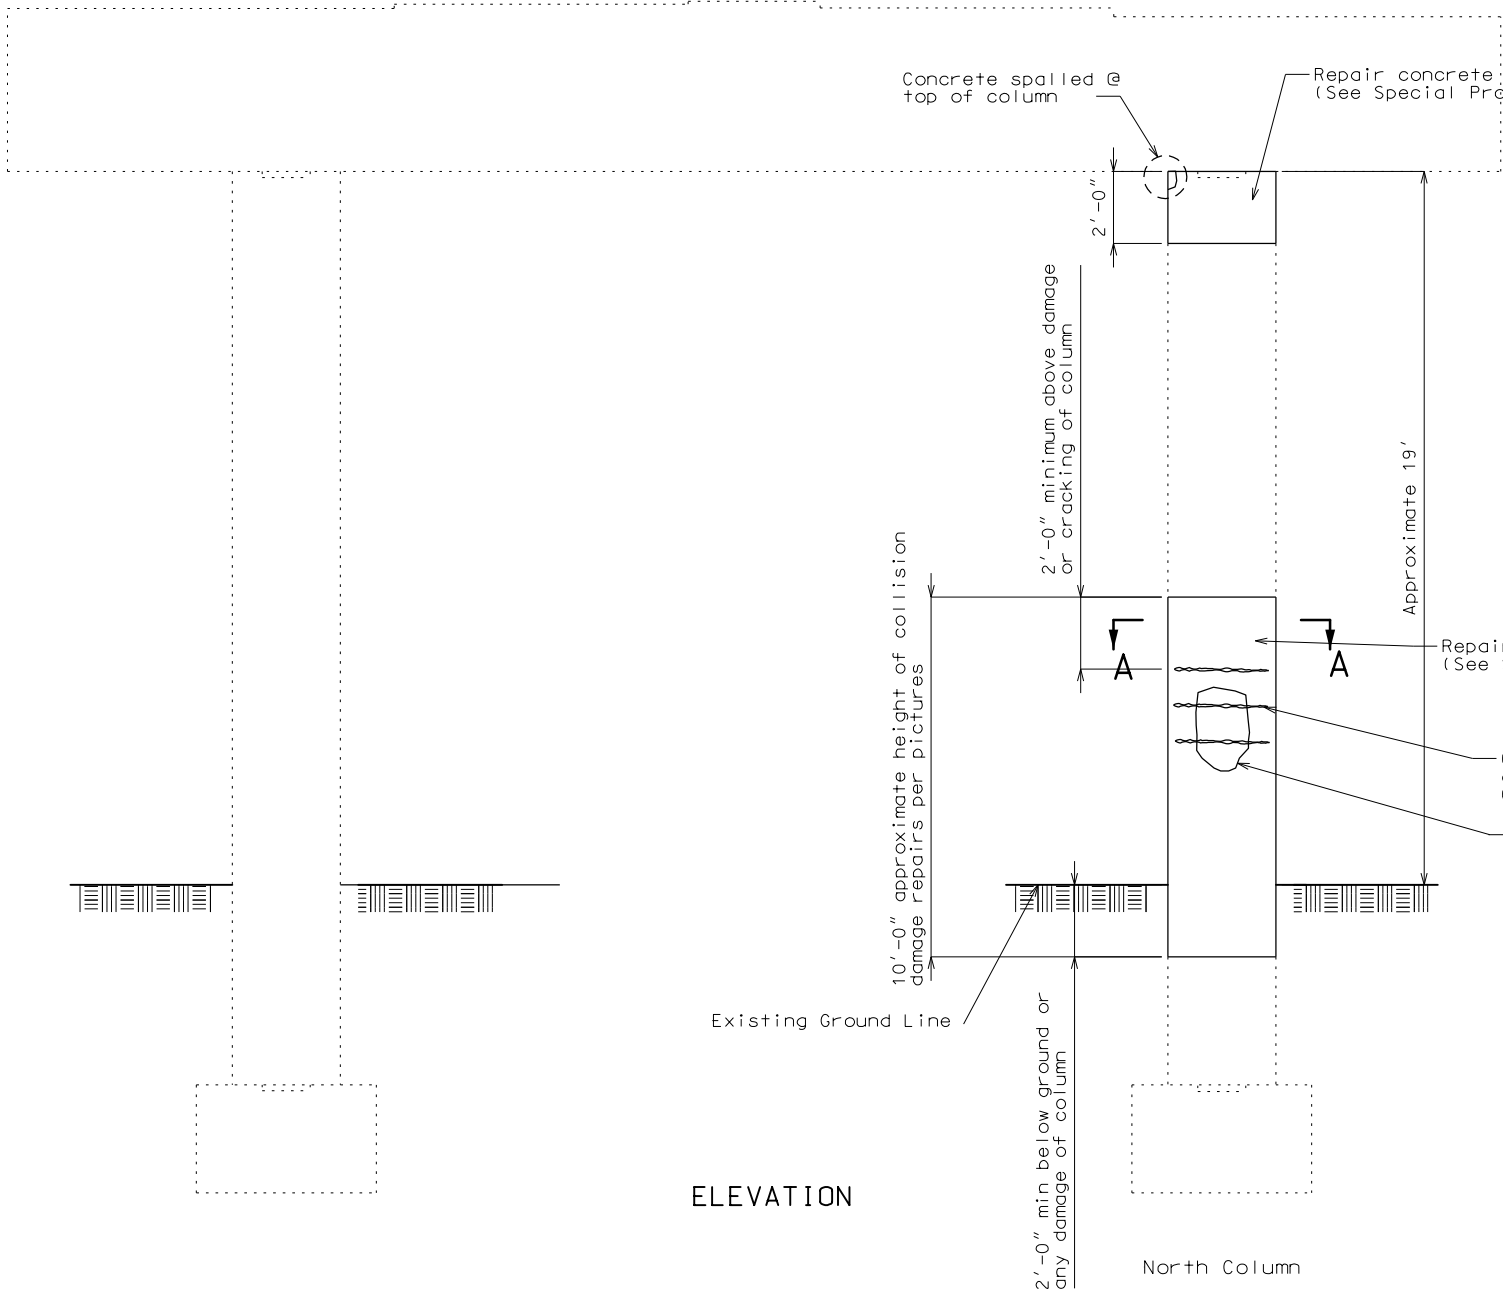 Concrete spalled @
top of column
Repair concrete
(See Special
2'-0"
2'-0" minimum above damage
or cracking of column
Approximate 19'
10'-0" approximate height of collision
damage repairs per pictures
A
A
Repair
(See
Existing Ground Line
2'-0" min below ground or
any damage of column
ELEVATION
North Column